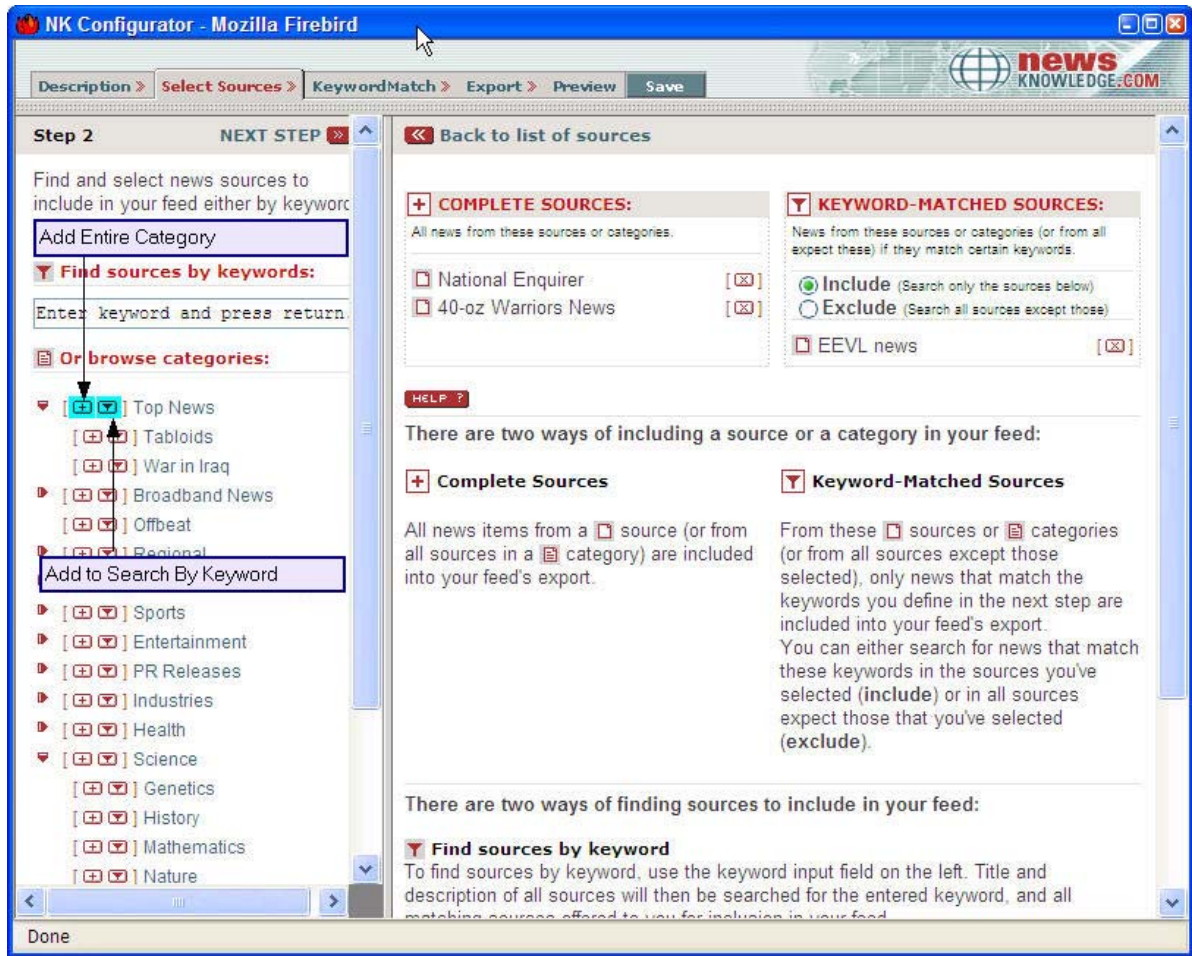 NK Configurator - Mozilla Firebird
Description » Select Sources » KeywordMatch » Export » Preview Save
news
KNOWLEDGE.COM
Step 2 NEXT STEP »
Find and select news sources to
include in your feed either by keyword
Add Entire Category
Find sources by keywords:
Enter keyword and press return.
Or browse categories:
[ + ▼ ] Top News
[ + ▼ ] Tabloids
[ + ▼ ] War in Iraq
[ + ▼ ] Broadband News
[ + ▼ ] Offbeat
[ + ▼ ] Regional
Add to Search By Keyword
[ + ▼ ] Sports
[ + ▼ ] Entertainment
[ + ▼ ] PR Releases
[ + ▼ ] Industries
[ + ▼ ] Health
[ + ▼ ] Science
[ + ▼ ] Genetics
[ + ▼ ] History
[ + ▼ ] Mathematics
[ + ▼ ] Nature
« Back to list of sources
+ COMPLETE SOURCES:
All news from these sources or categories.
National Enquirer [x]
40-oz Warriors News [x]
KEYWORD-MATCHED SOURCES:
News from these sources or categories (or from all
expect these) if they match certain keywords.
Include (Search only the sources below)
Exclude (Search all sources except those)
EEVL news [x]
HELP ?
There are two ways of including a source or a category in your feed:
+ Complete Sources
All news items from a source (or from
all sources in a category) are included
into your feed's export.
Keyword-Matched Sources
From these sources or categories
(or from all sources except those
selected), only news that match the
keywords you define in the next step are
included into your feed's export.
You can either search for news that match
these keywords in the sources you've
selected (include) or in all sources
expect those that you've selected
(exclude).
There are two ways of finding sources to include in your feed:
Find sources by keyword
To find sources by keyword, use the keyword input field on the left. Title and
description of all sources will then be searched for the entered keyword, and all
matching sources offered to you for inclusion in your feed
Done